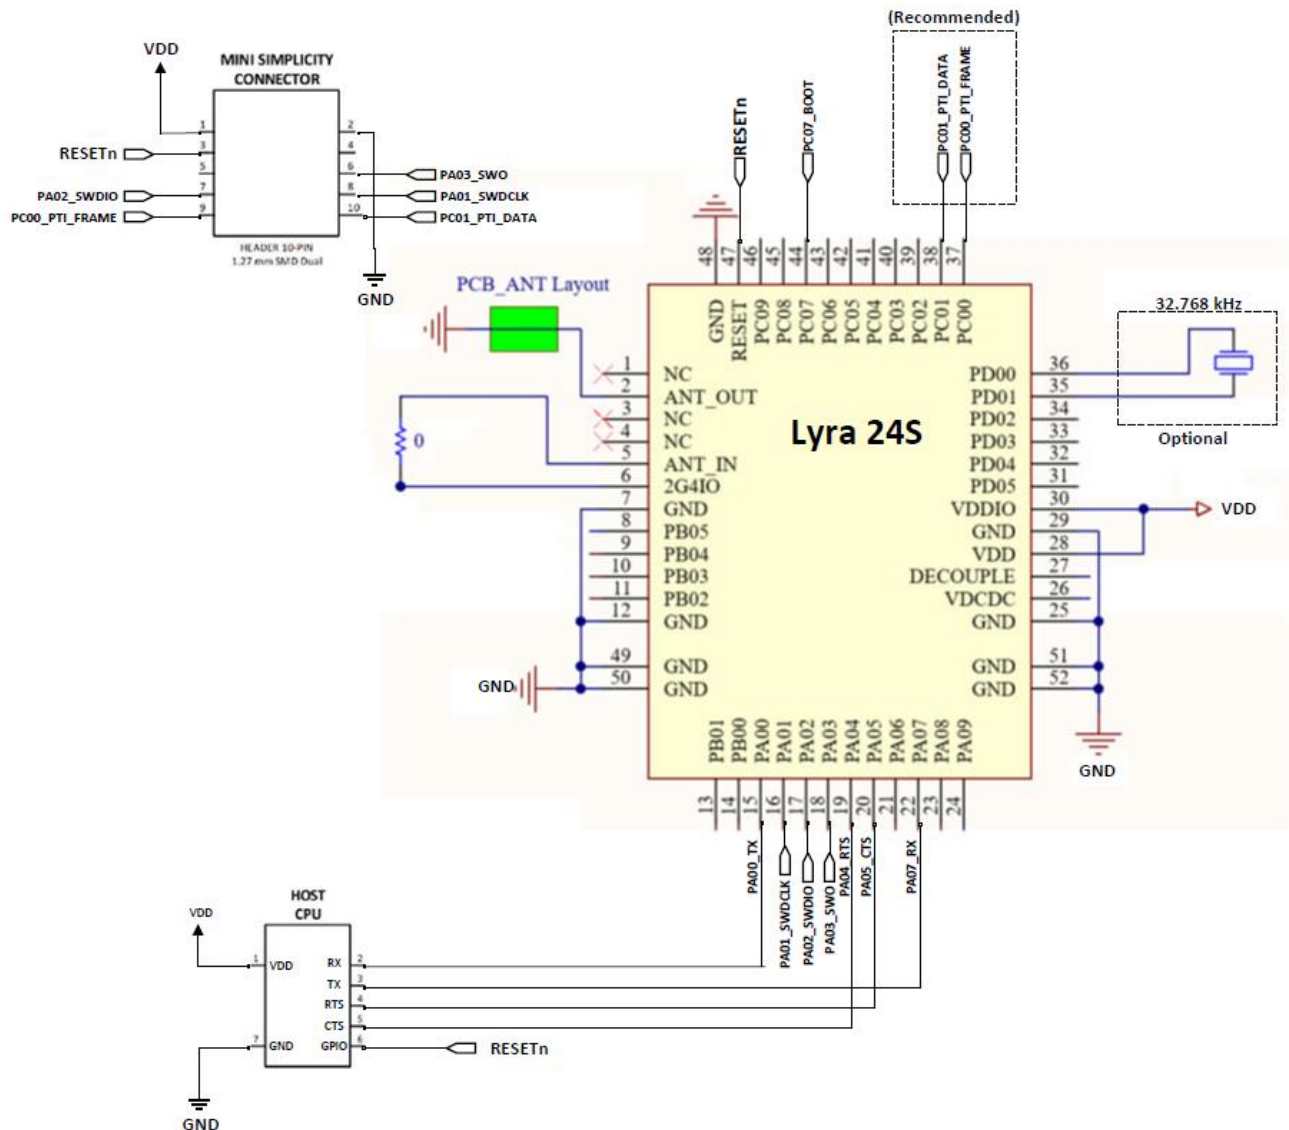 (Recommended)
VDD
MINI SIMPLICITY
CONNECTOR
1
2
RESETn
3
4
5
6
PA03_SWO
PA02_SWDIO
7
8
PA01_SWDCLK
PC00_PTI_FRAME
9
10
PC01_PTI_DATA
HEADER 10-PIN
1.27 mm SMD Dual
GND
RESETn
PC07_BOOT
PC01_PTI_DATA
PC00_PTI_FRAME
48
47
46
45
44
43
42
41
40
39
38
37
GND
RESET
PC09
PC08
PC07
PC06
PC05
PC04
PC03
PC02
PC01
PC00
PCB_ANT Layout
32.768 kHz
Optional
Lyra 24S
0
1 NC
2 ANT_OUT
3 NC
4 NC
5 ANT_IN
6 2G4IO
7 GND
8 PB05
9 PB04
10 PB03
11 PB02
12 GND
49 GND
50 GND
GND
PD00 36
PD01 35
PD02 34
PD03 33
PD04 32
PD05 31
VDDIO 30
VDD
GND 29
VDD 28
DECOUPLE 27
VDCDC 26
GND 25
GND 51
GND 52
GND
PB01
PB00
PA00
PA01
PA02
PA03
PA04
PA05
PA06
PA07
PA08
PA09
13
14
15
16
17
18
19
20
21
22
23
24
PA00_TX
PA01_SWDCLK
PA02_SWDIO
PA03_SWO
PA04_RTS
PA05_CTS
PA07_RX
HOST
CPU
VDD
1 VDD
RX 2
TX 3
RTS 4
CTS 5
7 GND
GPIO 6
RESETn
GND